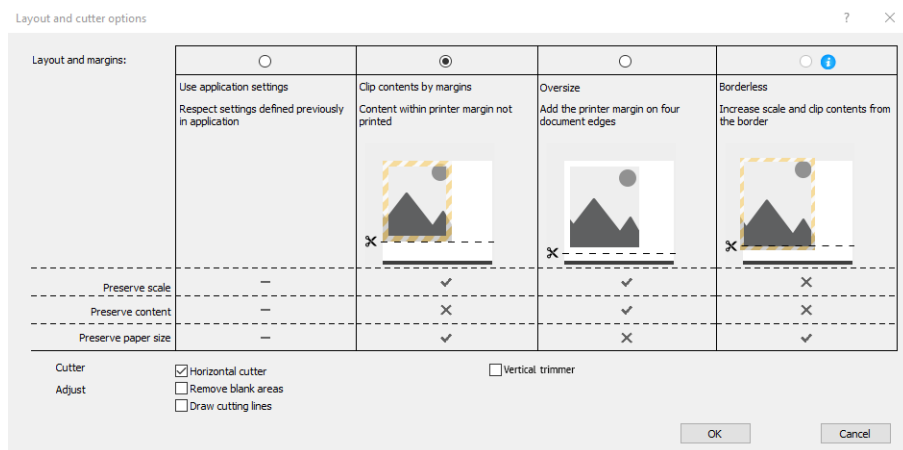 Layout and cutter options
Layout and margins:
Use application settings
Respect settings defined previously
in application
Clip contents by margins
Content within printer margin not
printed
Oversize
Add the printer margin on four
document edges
Borderless
Increase scale and clip contents from
the border
Preserve scale
Preserve content
Preserve paper size
Cutter
Horizontal cutter
Vertical trimmer
Adjust
Remove blank areas
Draw cutting lines
OK
Cancel